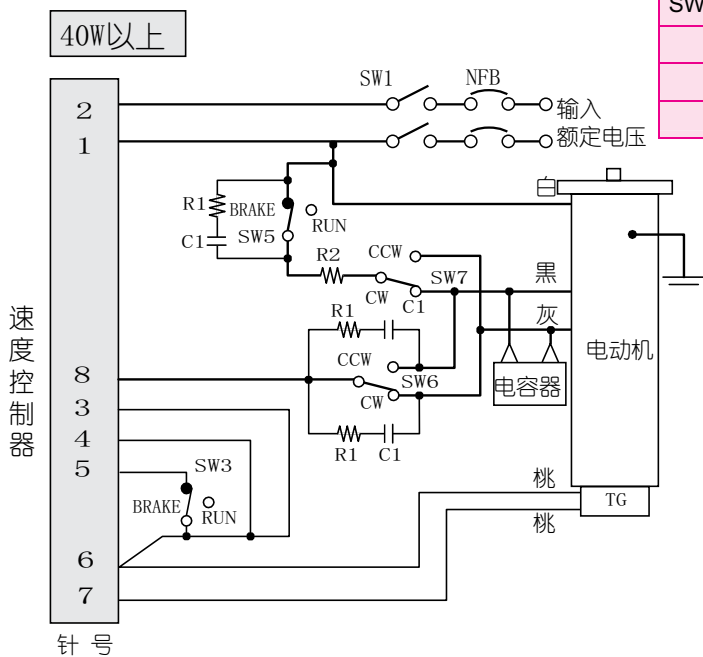 SW
40W以上
SW1
NFB
2
输入
1
额定电压
白
R1
BRAKE
RUN
C1
SW5
CCW
R2
SW7
黒
CW
C1
灰
R1
速度控制器
CCW
电动机
8
SW6
电容器
CW
3
4
R1
C1
5
SW3
桃
BRAKE
RUN
TG
桃
6
7
针号